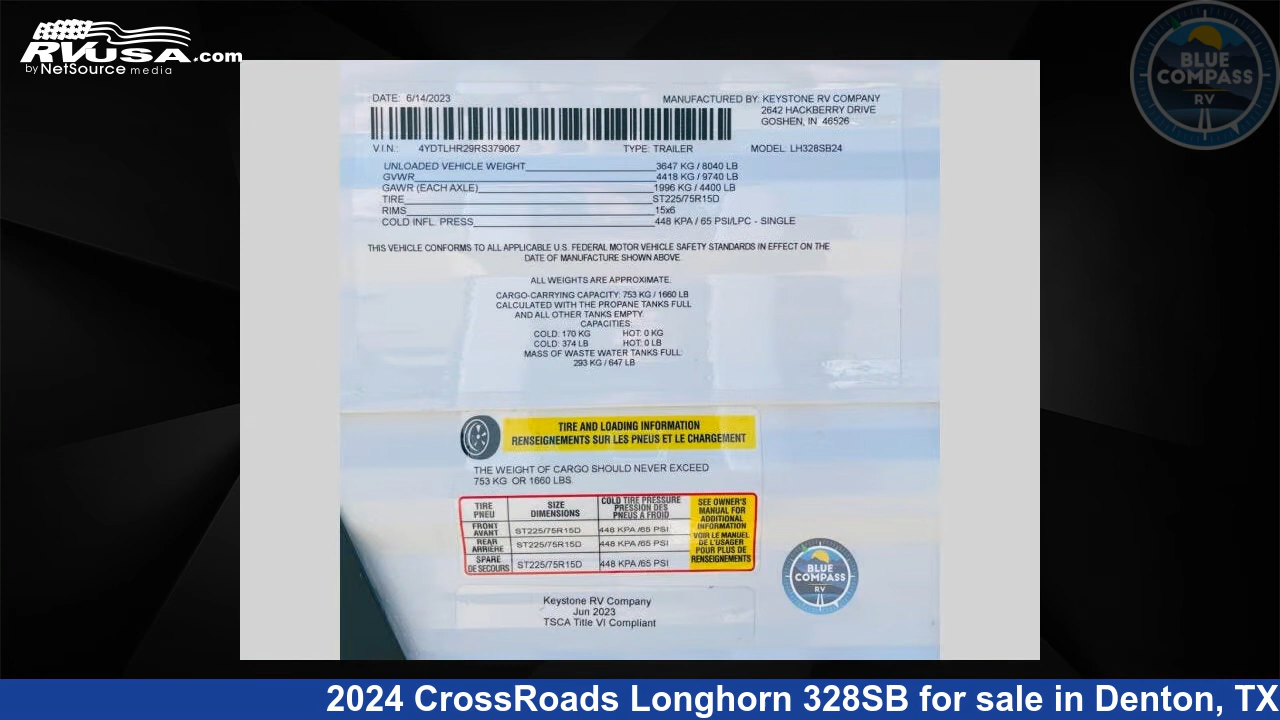 RVUSA.com
by NetSource media
BLUE
COMPASS
RV
DATE: 6/14/2023
MANUFACTURED BY: KEYSTONE RV COMPANY
2642 HACKBERRY DRIVE
GOSHEN, IN 46526
V.I.N.: 4YDTLHR29RS379067 TYPE: TRAILER MODEL: LH328SB24
UNLOADED VEHICLE WEIGHT 3647 KG / 8040 LB
GVWR 4418 KG / 9740 LB
GAWR (EACH AXLE) 1996 KG / 4400 LB
TIRE ST225/75R15D
RIMS 15x6
COLD INFL. PRESS 448 KPA / 65 PSI/LPC - SINGLE
THIS VEHICLE CONFORMS TO ALL APPLICABLE U.S. FEDERAL MOTOR VEHICLE SAFETY STANDARDS IN EFFECT ON THE
DATE OF MANUFACTURE SHOWN ABOVE.
ALL WEIGHTS ARE APPROXIMATE.
CARGO-CARRYING CAPACITY: 753 KG / 1660 LB
CALCULATED WITH THE PROPANE TANKS FULL
AND ALL OTHER TANKS EMPTY.
CAPACITIES:
COLD: 170 KG HOT: 0 KG
COLD: 374 LB HOT: 0 LB
MASS OF WASTE WATER TANKS FULL:
293 KG / 647 LB
TIRE AND LOADING INFORMATION
RENSEIGNEMENTS SUR LES PNEUS ET LE CHARGEMENT
THE WEIGHT OF CARGO SHOULD NEVER EXCEED
753 KG OR 1660 LBS
TIRE
PNEU
SIZE
DIMENSIONS
COLD TIRE PRESSURE
PRESSION DES
PNEUS A FROID
SEE OWNER'S
MANUAL FOR
ADDITIONAL
INFORMATION
VOIR LE MANUEL
DE L'USAGER
POUR PLUS DE
RENSEIGNEMENTS
FRONT
AVANT
ST225/75R15D 448 KPA /65 PSI
REAR
ARRIÈRE
ST225/75R15D 448 KPA /65 PSI
SPARE
DE SECOURS
ST225/75R15D 448 KPA /65 PSI
BLUE
COMPASS
RV
Keystone RV Company
Jun 2023
TSCA Title VI Compliant
2024 CrossRoads Longhorn 328SB for sale in Denton, TX